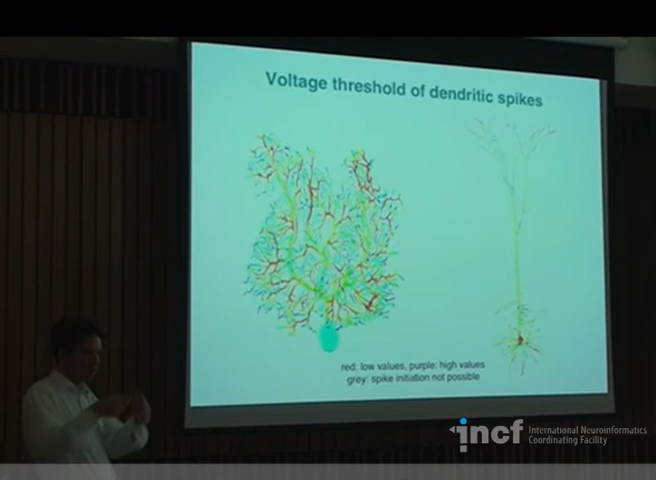 Voltage threshold of dendritic spikes
red: low values, purple: high values
grey: spike initiation not possible
incf
International Neuroinformatics
Coordinating Facility